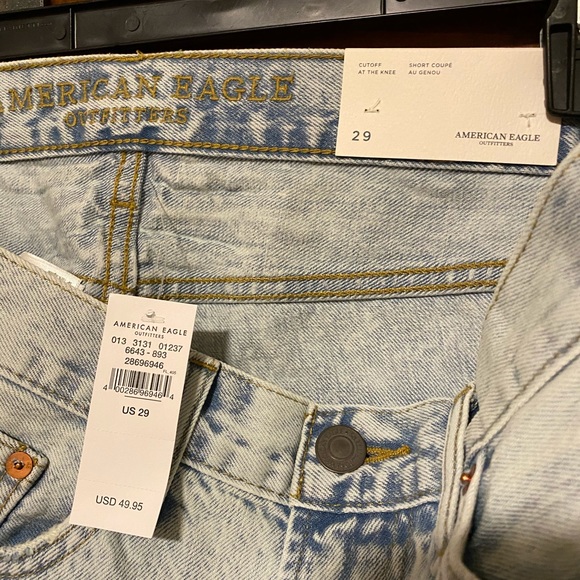 AMERICAN EAGLE
OUTFITTERS
CUTOFF
AT THE KNEE
SHORT COUPÉ
AU GENOU
29
AMERICAN EAGLE
OUTFITTERS
AMERICAN EAGLE
OUTFITTERS
013 3131 01237
6643-893
28696946
4 00286 96946 4
US 29
USD 49.95